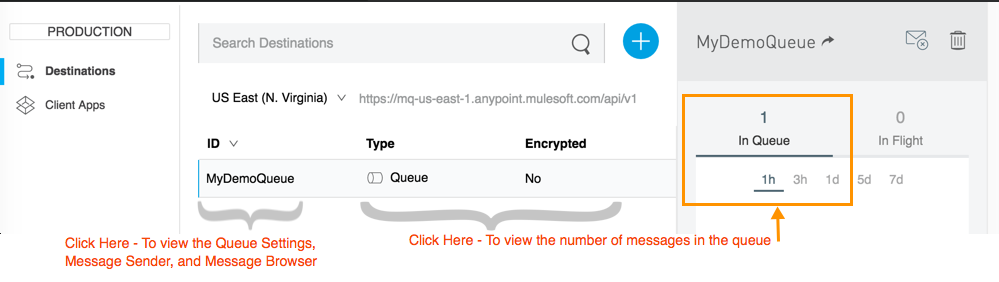 PRODUCTION
Destinations
Client Apps
Search Destinations
US East (N. Virginia)
https://mq-us-east-1.anypoint.mulesoft.com/api/v1
ID
Type
Encrypted
MyDemoQueue
Queue
No
Click Here - To view the Queue Settings,
Message Sender, and Message Browser
Click Here - To view the number of messages in the queue
MyDemoQueue
1
In Queue
0
In Flight
1h 3h 1d 5d 7d